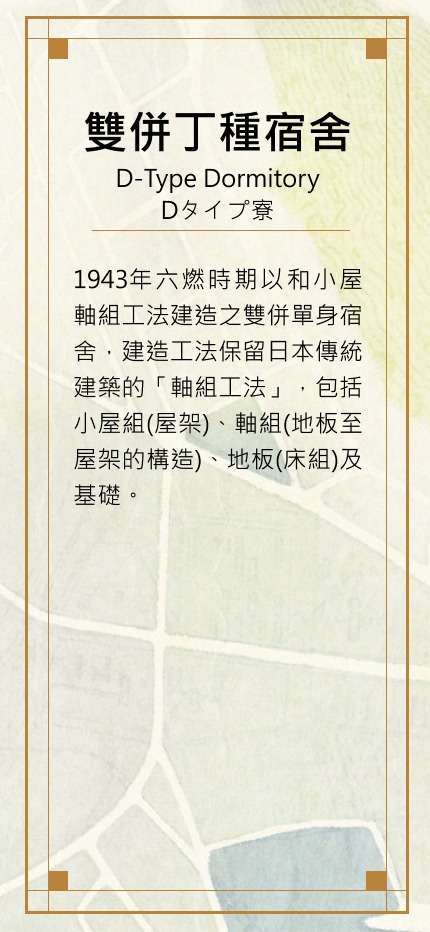 雙併丁種宿舍
D-Type Dormitory
Dタイプ寮
1943年六燃時期以和小屋
軸組工法建造之雙併單身宿
舍，建造工法保留日本傳統
建築的「軸組工法」，包括
小屋組(屋架)、軸組(地板至
屋架的構造)、地板(床組)及
基礎。